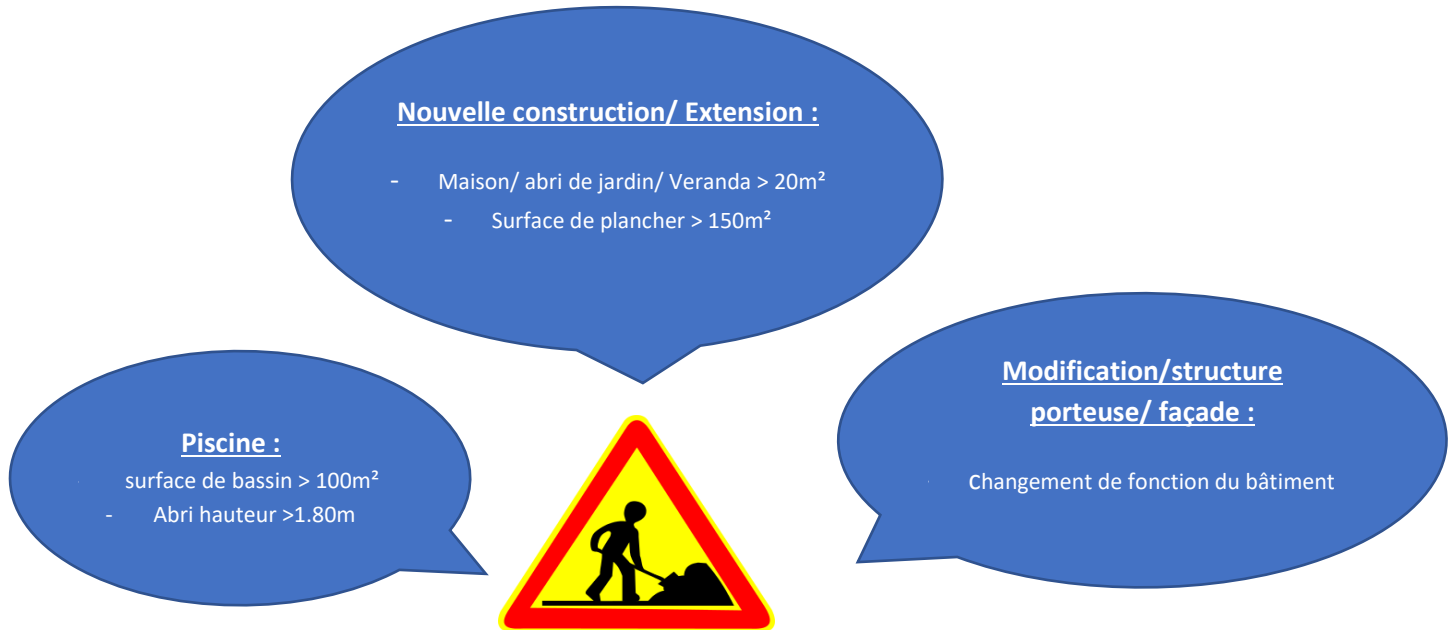 Nouvelle construction/ Extension :
- Maison/ abri de jardin/ Veranda > 20m²
- Surface de plancher > 150m²
Piscine :
- surface de bassin > 100m²
- Abri hauteur >1.80m
Modification/structure
porteuse/ façade :
- Changement de fonction du bâtiment